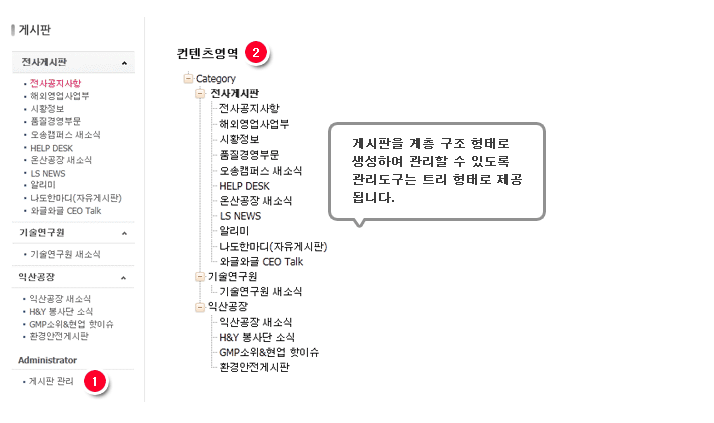 게시판
전사게시판
전사공지사항
해외영업사업부
시황정보
품질경영부문
오송캠퍼스 새소식
HELP DESK
온산공장 새소식
LS NEWS
알리미
나도한마디(자유게시판)
와글와글 CEO Talk
기술연구원
기술연구원 새소식
익산공장
익산공장 새소식
H&Y 봉사단 소식
GMP소위&현업 핫이슈
환경안전게시판
Administrator
게시판 관리 1
컨텐츠영역 2
Category
전사게시판
전사공지사항
해외영업사업부
시황정보
품질경영부문
오송캠퍼스 새소식
HELP DESK
온산공장 새소식
LS NEWS
알리미
나도한마디(자유게시판)
와글와글 CEO Talk
기술연구원
기술연구원 새소식
익산공장
익산공장 새소식
H&Y 봉사단 소식
GMP소위&현업 핫이슈
환경안전게시판
게시판을 계층 구조 형태로
생성하여 관리할 수 있도록
관리도구는 트리 형태로 제공
됩니다.